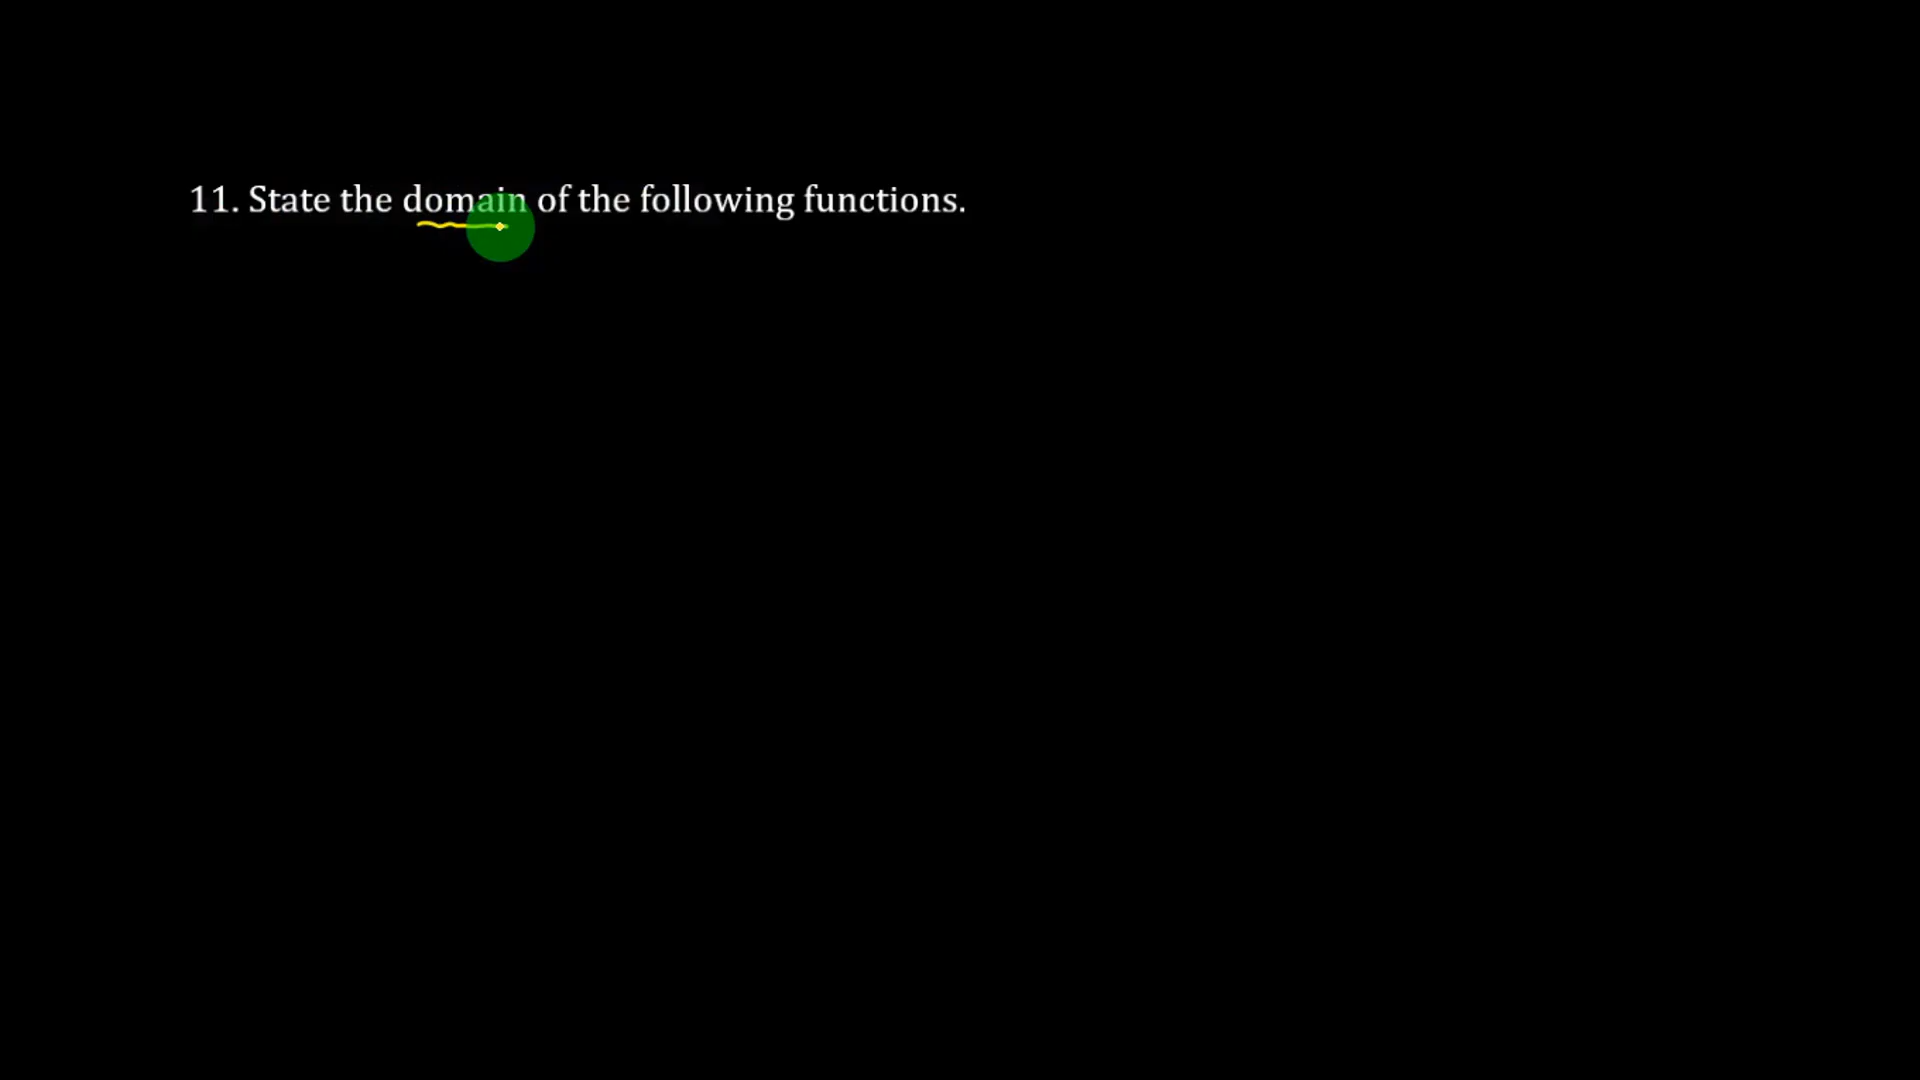 11. State the domain of the following functions.